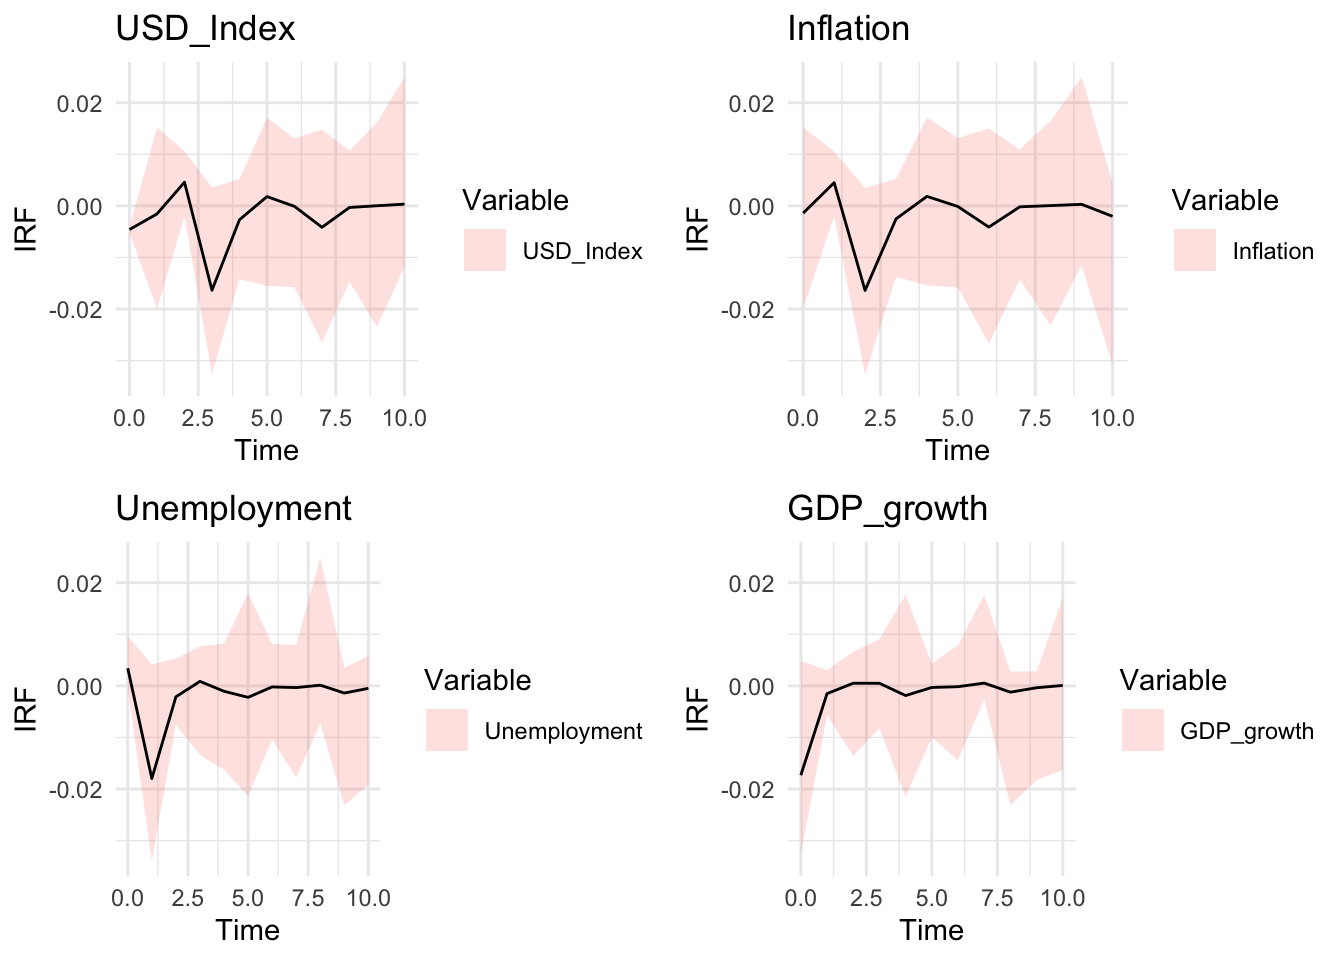 USD_Index
0.02
0.00
-0.02
IRF
0.0 2.5 5.0 7.5 10.0
Time
Variable
USD_Index
Inflation
0.02
0.00
-0.02
IRF
0.0 2.5 5.0 7.5 10.0
Time
Variable
Inflation
Unemployment
0.02
0.00
-0.02
IRF
0.0 2.5 5.0 7.5 10.0
Time
Variable
Unemployment
GDP_growth
0.02
0.00
-0.02
IRF
0.0 2.5 5.0 7.5 10.0
Time
Variable
GDP_growth